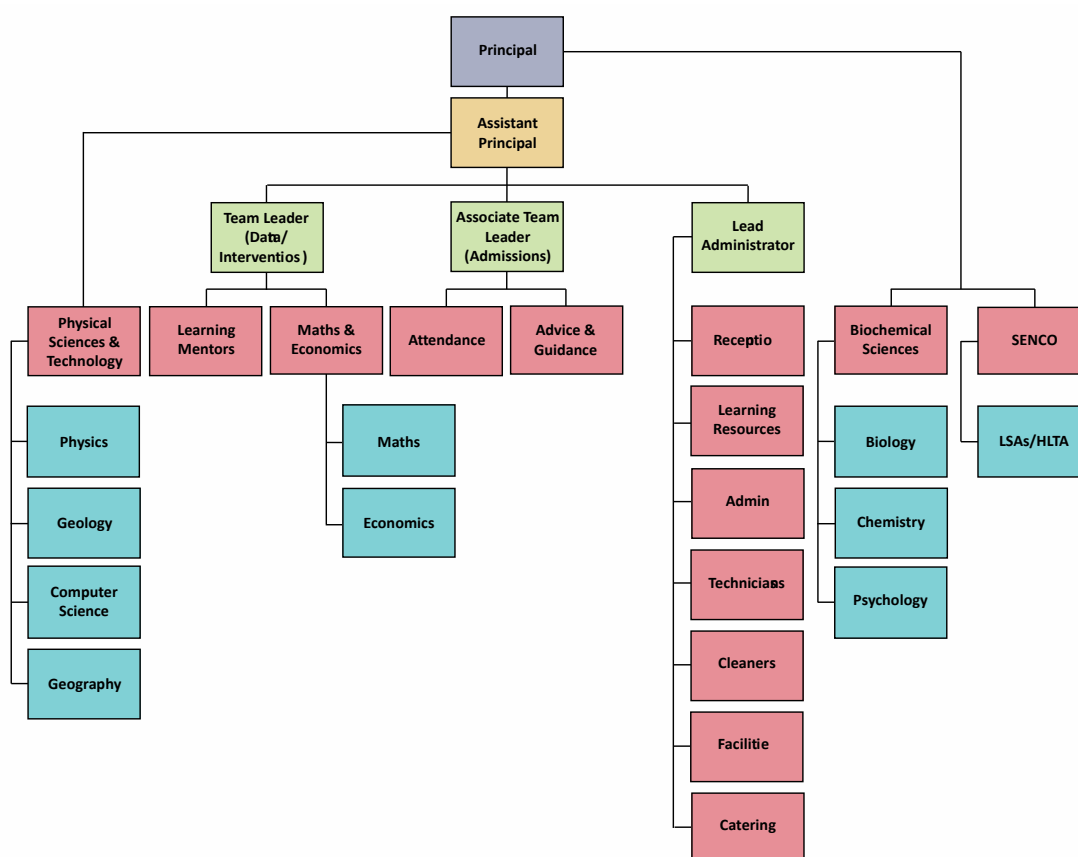 Principal
Assistant
Principal
Team Leader
(Data/
Interventios)
Associate Team
Leader
(Admissions)
Lead
Administrator
Physical
Sciences &
Technology
Learning
Mentors
Maths &
Economics
Attendance
Advice &
Guidance
Receptio
Biochemical
Sciences
SENCO
Physics
Maths
Learning
Resources
Biology
LSAs/HLTA
Geology
Economics
Admin
Chemistry
Computer
Science
Technicians
Psychology
Geography
Cleaners
Facilitie
Catering